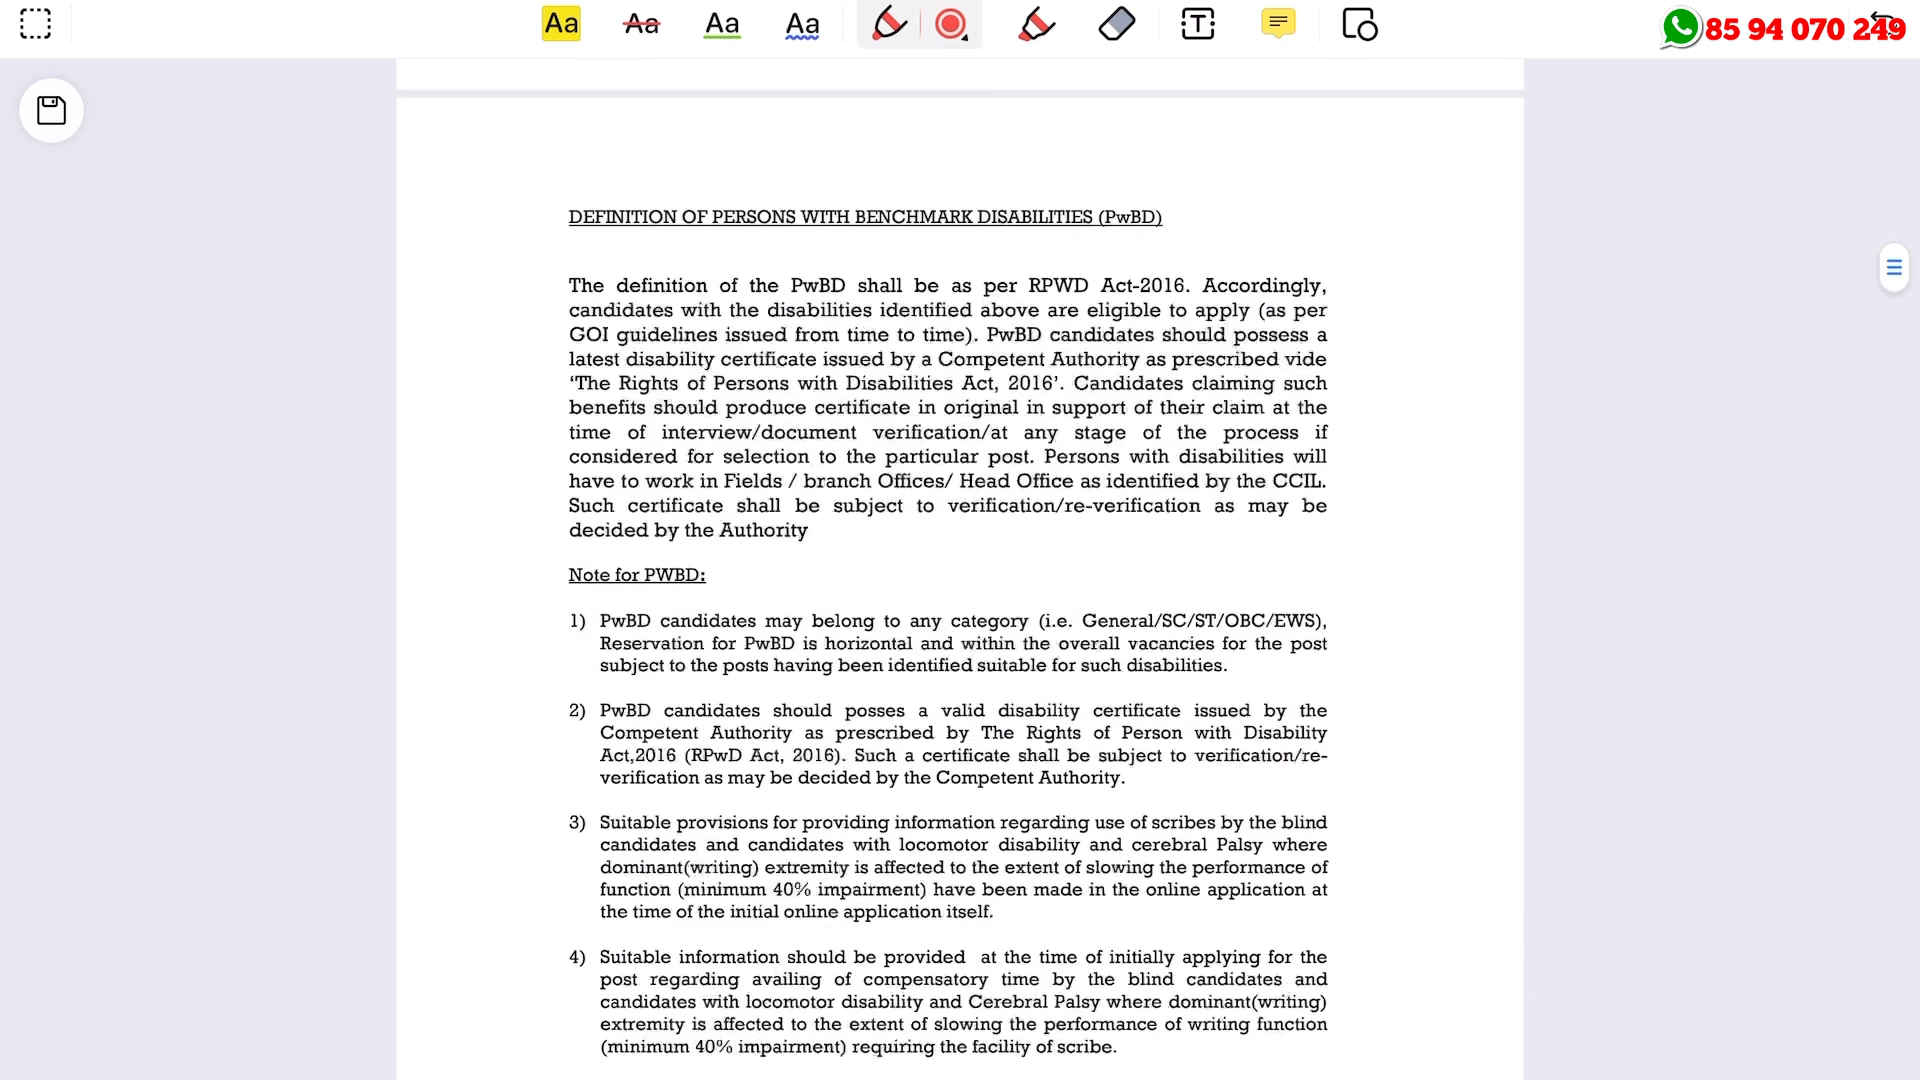 Aa Aa Aa Aa T
85 94 070 249
DEFINITION OF PERSONS WITH BENCHMARK DISABILITIES (PwBD)
The definition of the PwBD shall be as per RPWD Act-2016. Accordingly,
candidates with the disabilities identified above are eligible to apply (as per
GOI guidelines issued from time to time). PwBD candidates should possess a
latest disability certificate issued by a Competent Authority as prescribed vide
‘The Rights of Persons with Disabilities Act, 2016’. Candidates claiming such
benefits should produce certificate in original in support of their claim at the
time of interview/document verification/at any stage of the process if
considered for selection to the particular post. Persons with disabilities will
have to work in Fields / branch Offices/ Head Office as identified by the CCIL.
Such certificate shall be subject to verification/re-verification as may be
decided by the Authority
Note for PWBD:
1) PwBD candidates may belong to any category (i.e. General/SC/ST/OBC/EWS),
Reservation for PwBD is horizontal and within the overall vacancies for the post
subject to the posts having been identified suitable for such disabilities.
2) PwBD candidates should posses a valid disability certificate issued by the
Competent Authority as prescribed by The Rights of Person with Disability
Act,2016 (RPwD Act, 2016). Such a certificate shall be subject to verification/re-
verification as may be decided by the Competent Authority.
3) Suitable provisions for providing information regarding use of scribes by the blind
candidates and candidates with locomotor disability and cerebral Palsy where
dominant(writing) extremity is affected to the extent of slowing the performance of
function (minimum 40% impairment) have been made in the online application at
the time of the initial online application itself.
4) Suitable information should be provided at the time of initially applying for the
post regarding availing of compensatory time by the blind candidates and
candidates with locomotor disability and Cerebral Palsy where dominant(writing)
extremity is affected to the extent of slowing the performance of writing function
(minimum 40% impairment) requiring the facility of scribe.